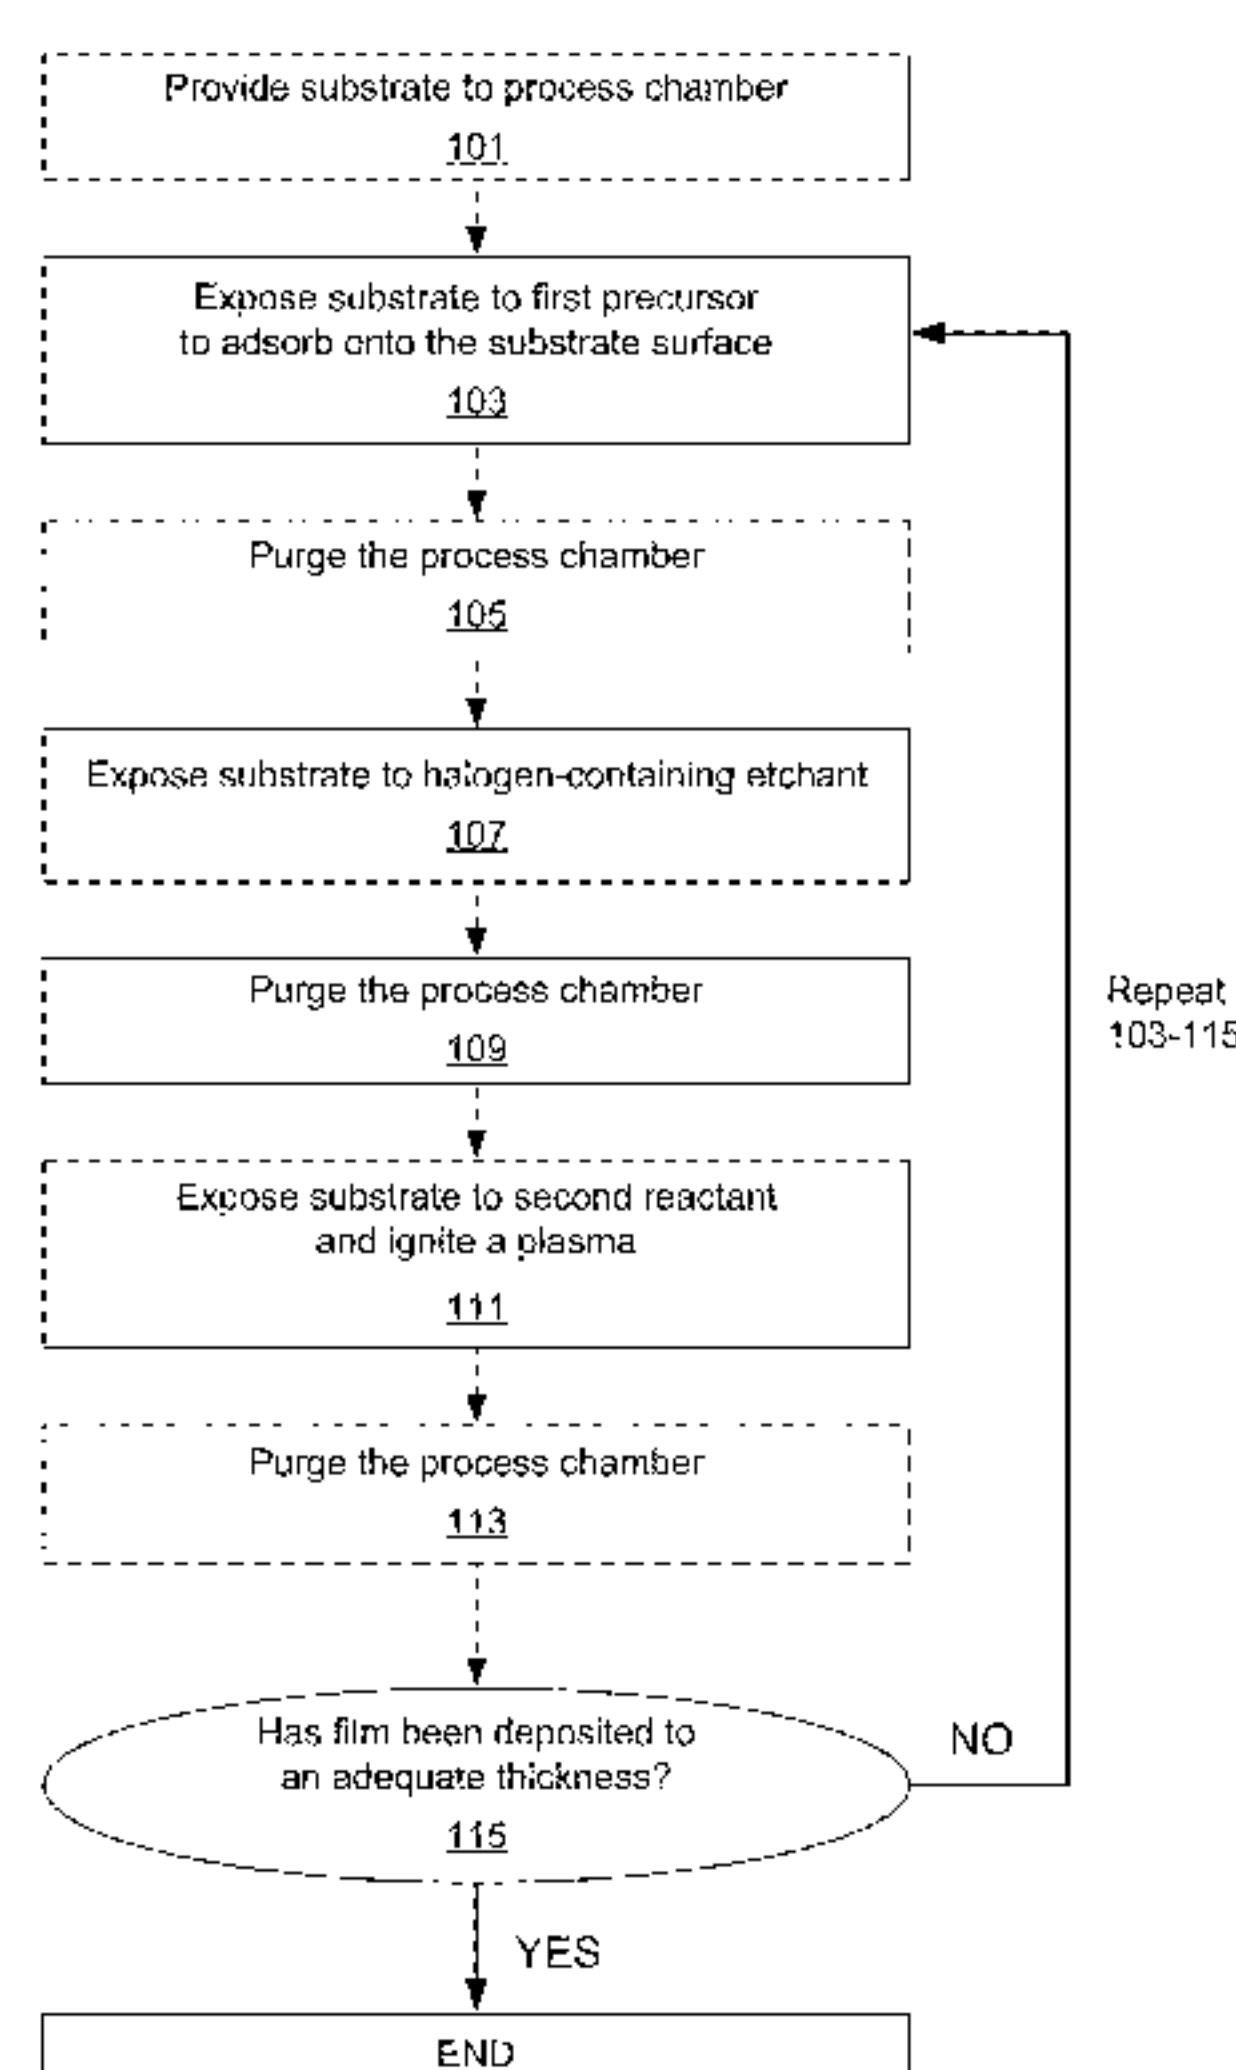 Provide substrate to process chamber
101
Expose substrate to first precursor
to adsorb onto the substrate surface
103
Purge the process chamber
105
Expose substrate to halogen-containing etchant
107
Purge the process chamber
109
Repeat
103-115
Expose substrate to second reactant
and ignite a plasma
111
Purge the process chamber
113
Has film been deposited to
an adequate thickness?
115
NO
YES
END